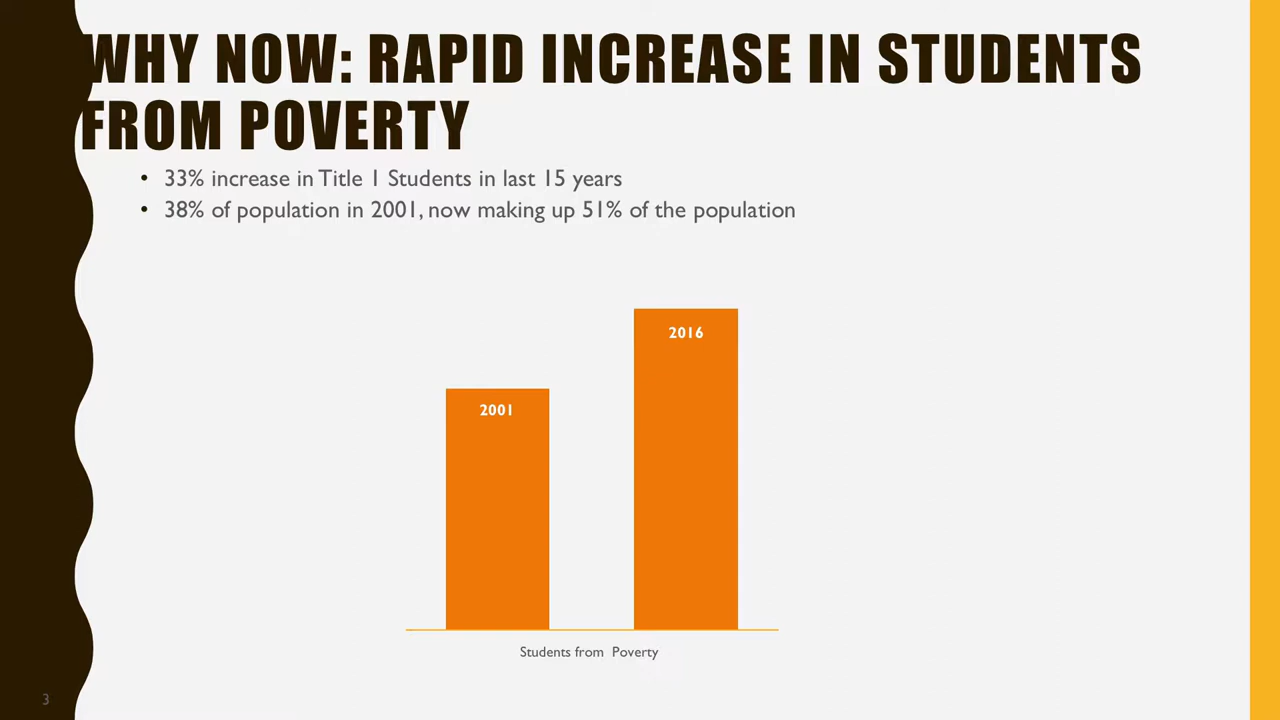 WHY NOW: RAPID INCREASE IN STUDENTS
FROM POVERTY
• 33% increase in Title 1 Students in last 15 years
• 38% of population in 2001, now making up 51% of the population
2016
2001
Students from Poverty
3